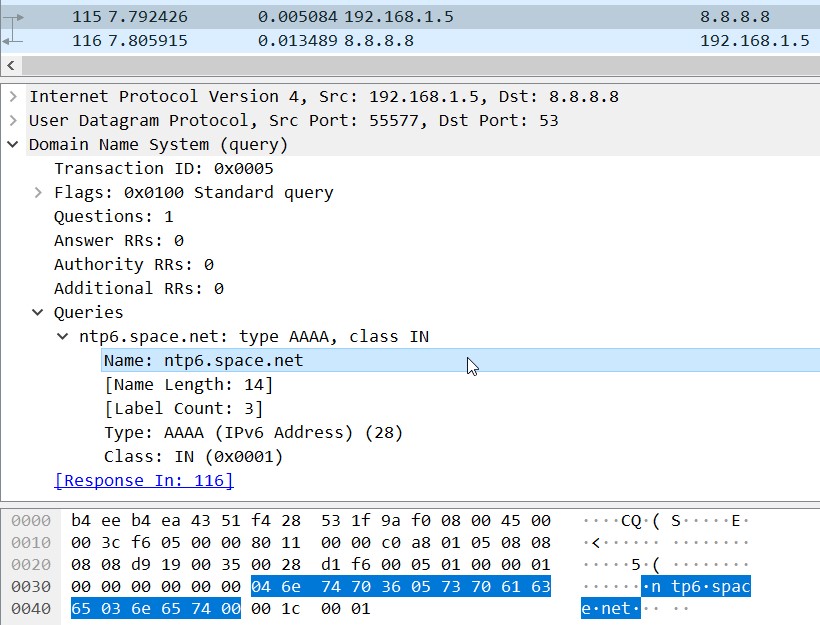 115 7.792426 0.005084 192.168.1.5 8.8.8.8
116 7.805915 0.013489 8.8.8.8 192.168.1.5
Internet Protocol Version 4, Src: 192.168.1.5, Dst: 8.8.8.8
User Datagram Protocol, Src Port: 55577, Dst Port: 53
Domain Name System (query)
Transaction ID: 0x0005
Flags: 0x0100 Standard query
Questions: 1
Answer RRs: 0
Authority RRs: 0
Additional RRs: 0
Queries
ntp6.space.net: type AAAA, class IN
Name: ntp6.space.net
[Name Length: 14]
[Label Count: 3]
Type: AAAA (IPv6 Address) (28)
Class: IN (0x0001)
[Response In: 116]
0000 b4 ee b4 ea 43 51 f4 28 53 1f 9a f0 08 00 45 00 ····CQ·( S·····E·
0010 00 3c f6 05 00 00 80 11 00 00 c0 a8 01 05 08 08 ·<······ ········
0020 08 08 d9 19 00 35 00 28 d1 f6 00 05 01 00 00 01 ·····5·( ········
0030 00 00 00 00 00 00 04 6e 74 70 36 05 73 70 61 63 ·······n tp6·spac
0040 65 03 6e 65 74 00 00 1c 00 01 e·net··· ··